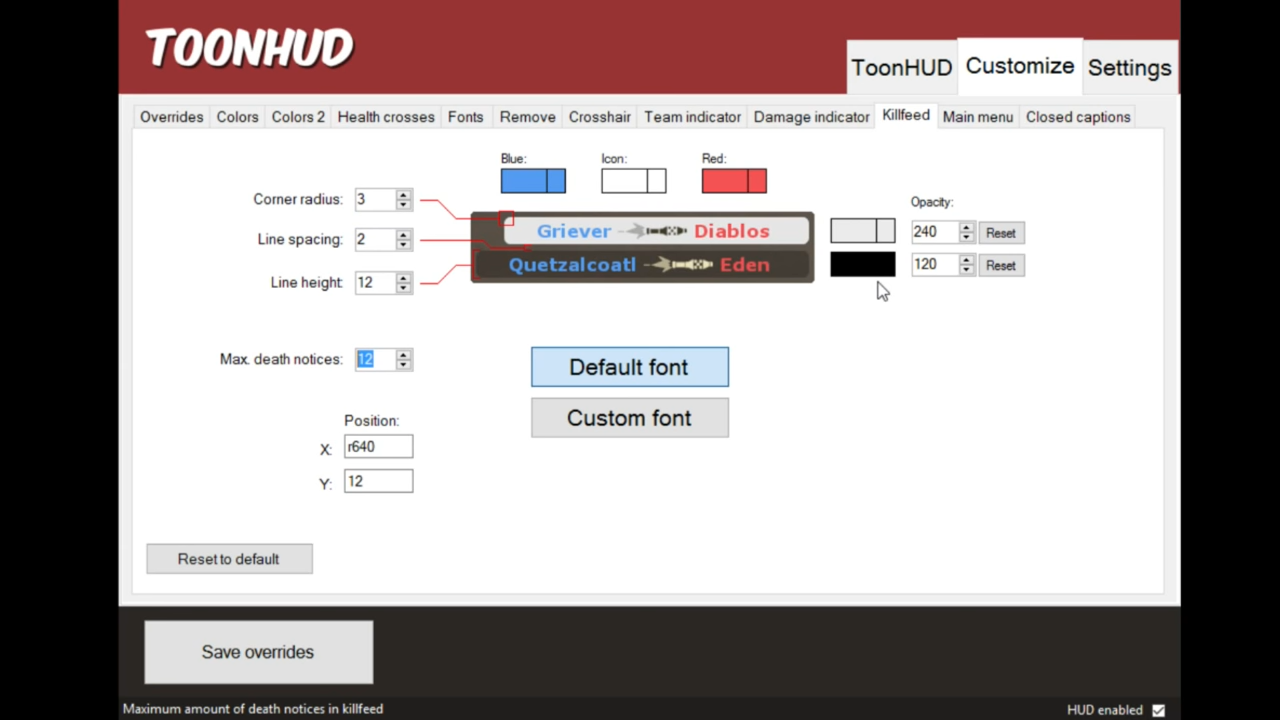 TOONHUD
ToonHUD Customize Settings
Overrides Colors Colors 2 Health crosses Fonts Remove Crosshair Team indicator Damage indicator Killfeed Main menu Closed captions
Blue: Icon: Red:
Corner radius: 3
Opacity:
Griever Diablos
240 Reset
Line spacing: 2
Quetzalcoatl Eden
120 Reset
Line height: 12
Max. death notices: 12
Default font
Custom font
Position:
X: r640
Y: 12
Reset to default
Save overrides
Maximum amount of death notices in killfeed
HUD enabled